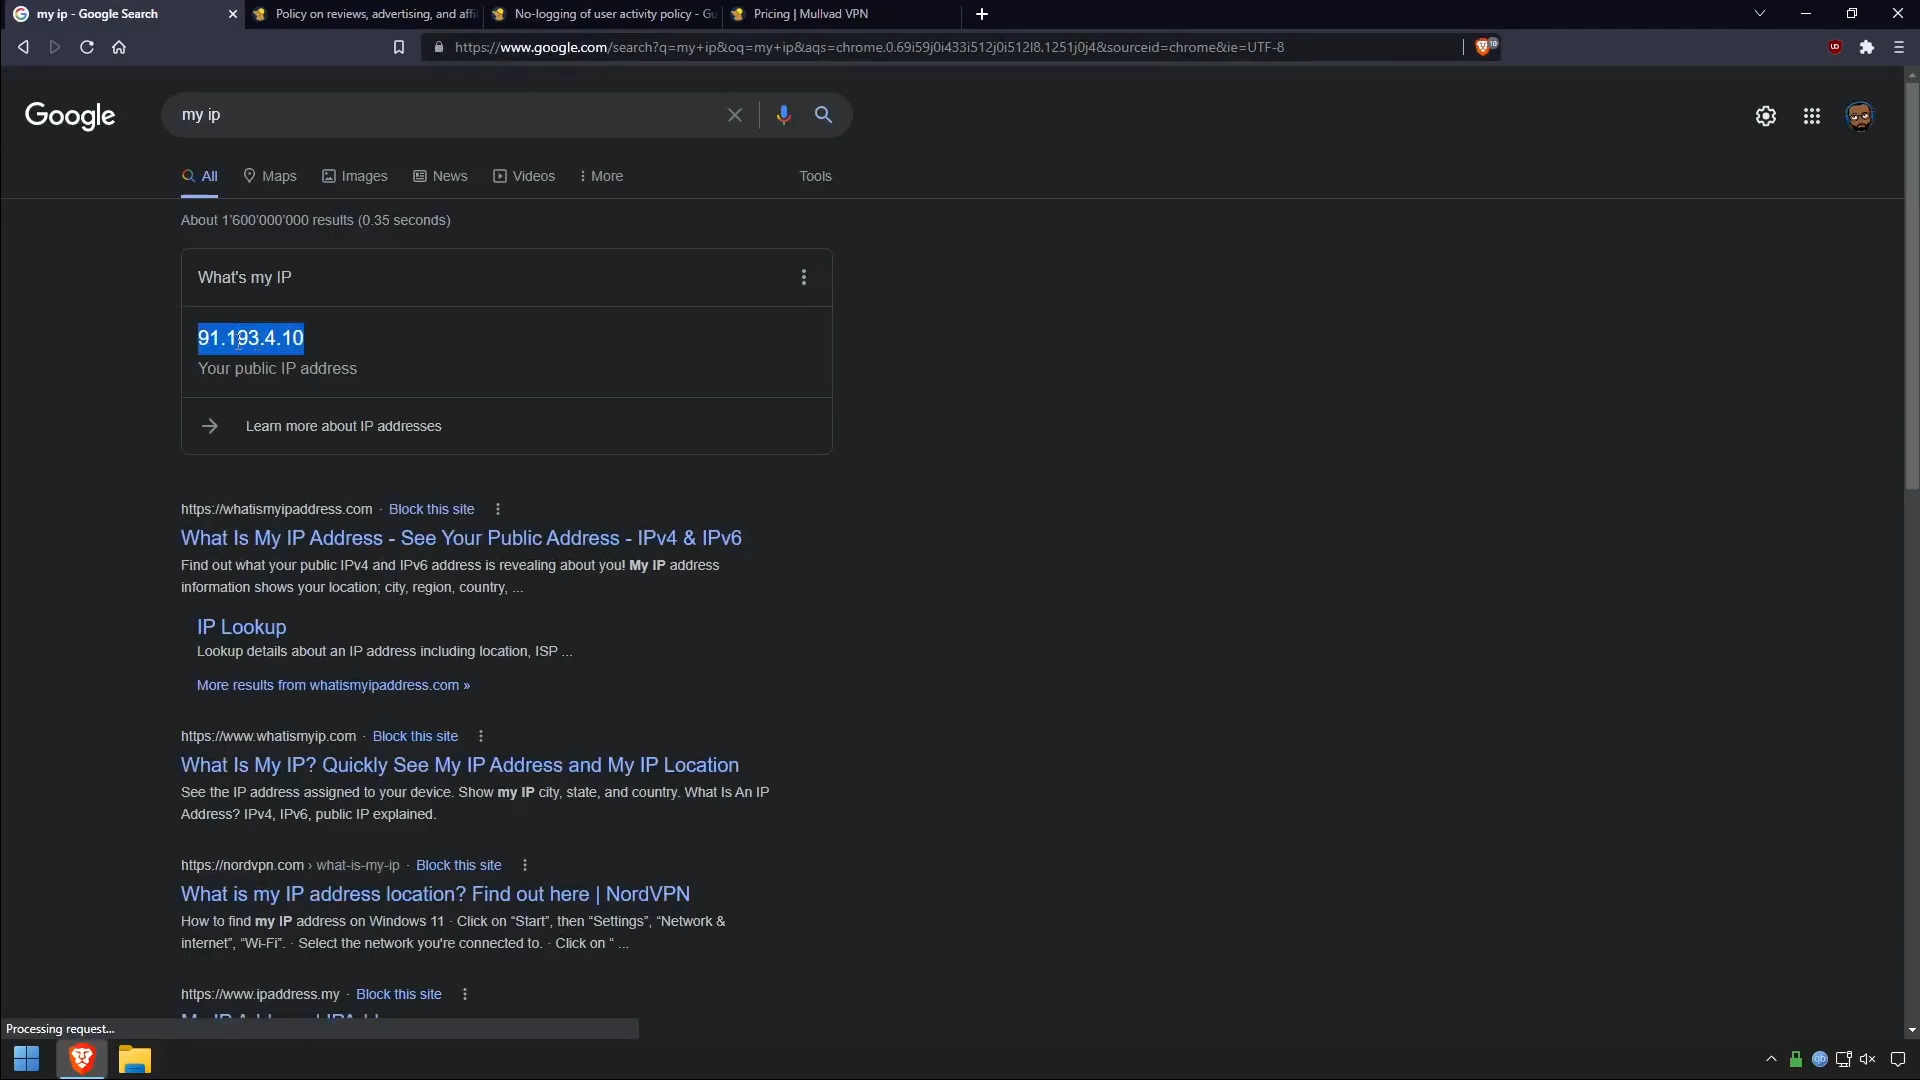 my ip - Google Search
Policy on reviews, advertising, and affi
No-logging of user activity policy - Gu
Pricing | Mullvad VPN
https://www.google.com/search?q=my+ip&oq=my+ip&aqs=chrome.0.69i59j0i433i512j0i512l8.1251j0j4&sourceid=chrome&ie=UTF-8
10
Google
my ip
All
Maps
Images
News
Videos
More
Tools
About 1'600'000'000 results (0.35 seconds)
What's my IP
91.193.4.10
Your public IP address
Learn more about IP addresses
https://whatismyipaddress.com · Block this site
What Is My IP Address - See Your Public Address - IPv4 & IPv6
Find out what your public IPv4 and IPv6 address is revealing about you! My IP address
information shows your location; city, region, country, ...
IP Lookup
Lookup details about an IP address including location, ISP ...
More results from whatismyipaddress.com »
https://www.whatismyip.com · Block this site
What Is My IP? Quickly See My IP Address and My IP Location
See the IP address assigned to your device. Show my IP city, state, and country. What Is An IP
Address? IPv4, IPv6, public IP explained.
https://nordvpn.com › what-is-my-ip · Block this site
What is my IP address location? Find out here | NordVPN
How to find my IP address on Windows 11 · Click on “Start”, then “Settings”, “Network &
internet”, “Wi-Fi”. · Select the network you're connected to. · Click on “ ...
https://www.ipaddress.my · Block this site
Processing request...